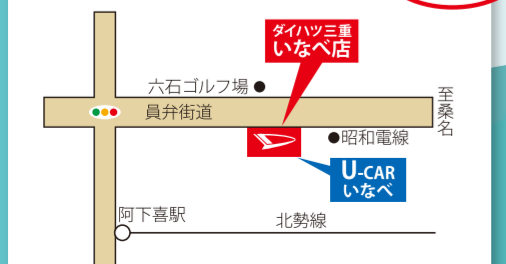 ダイハツ三重
いなべ店
六石ゴルフ場
員弁街道
至桑名
昭和電線
U-CAR
いなべ
阿下喜駅
北勢線